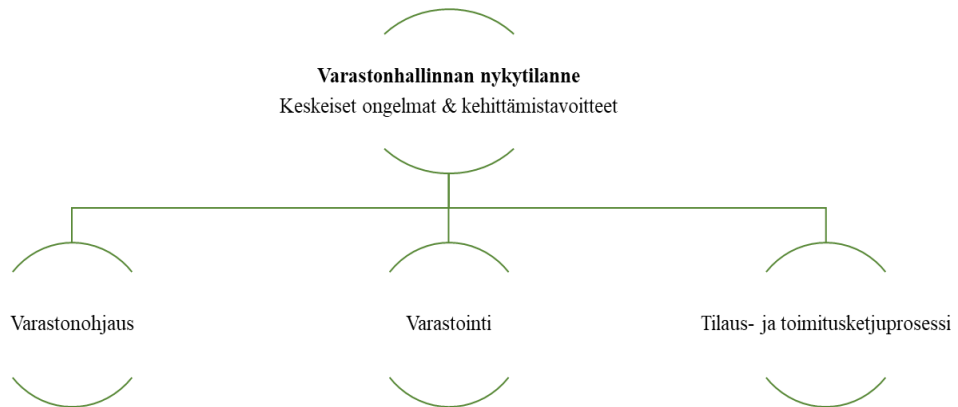 Varastonhallinnan nykytilanne
Keskeiset ongelmat & kehittämistavoitteet
Varastonohjaus
Varastointi
Tilaus- ja toimitusketjuprosessi